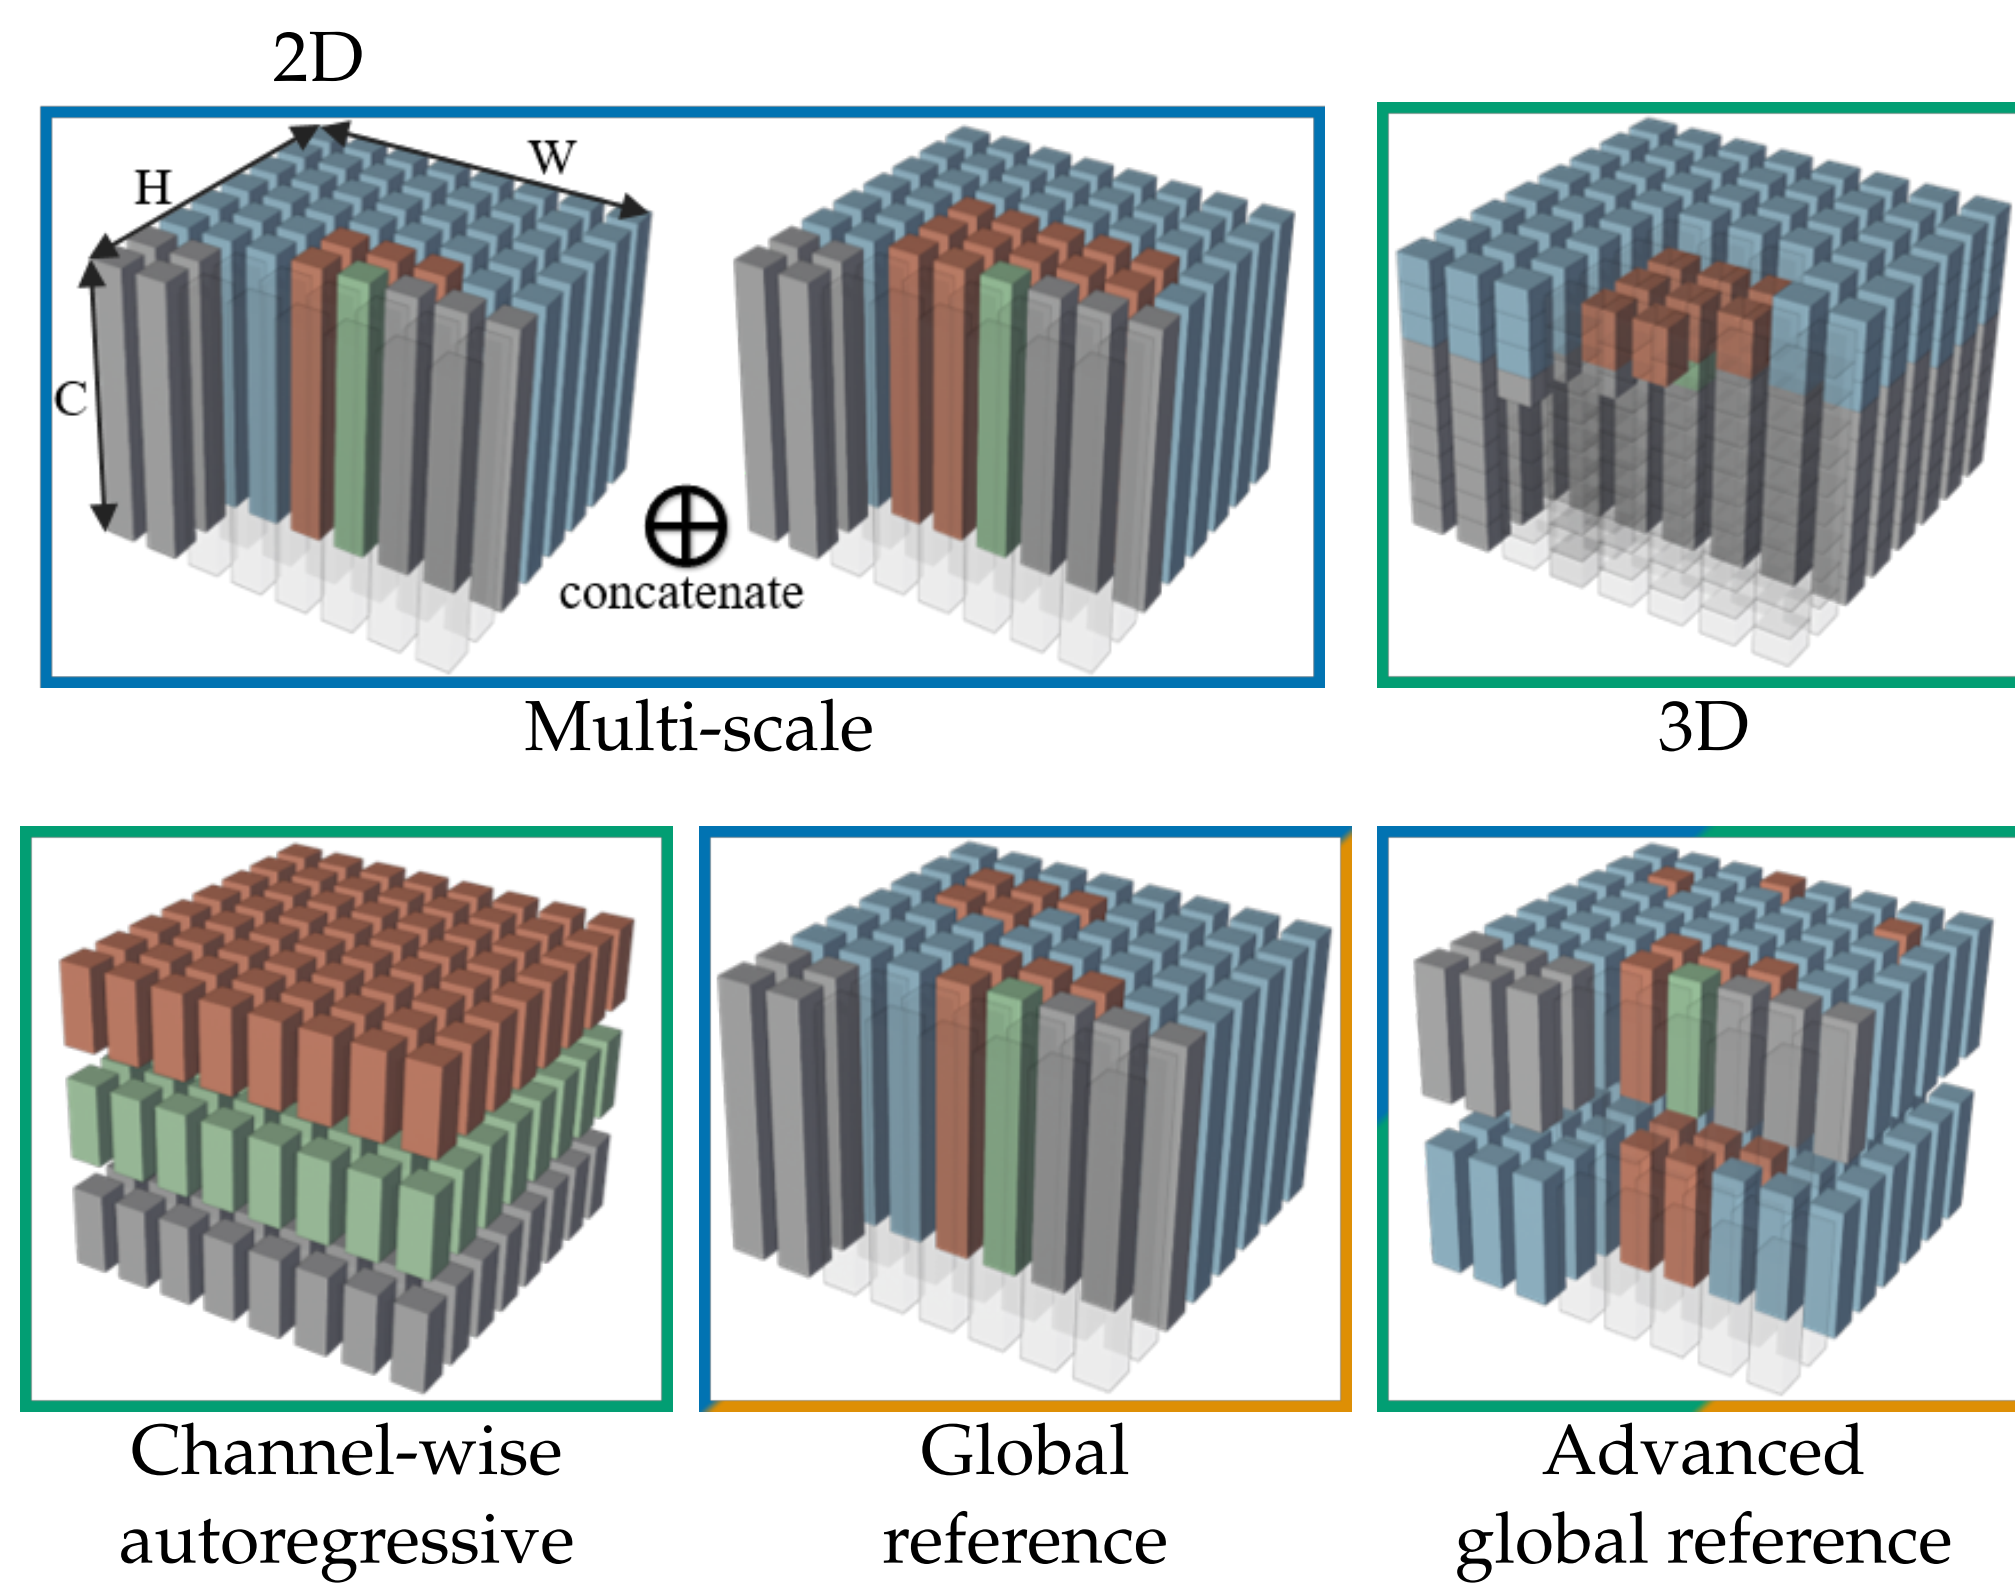 2D
H
W
C
concatenate
Multi-scale
3D
Channel-wise
autoregressive
Global
reference
Advanced
global reference